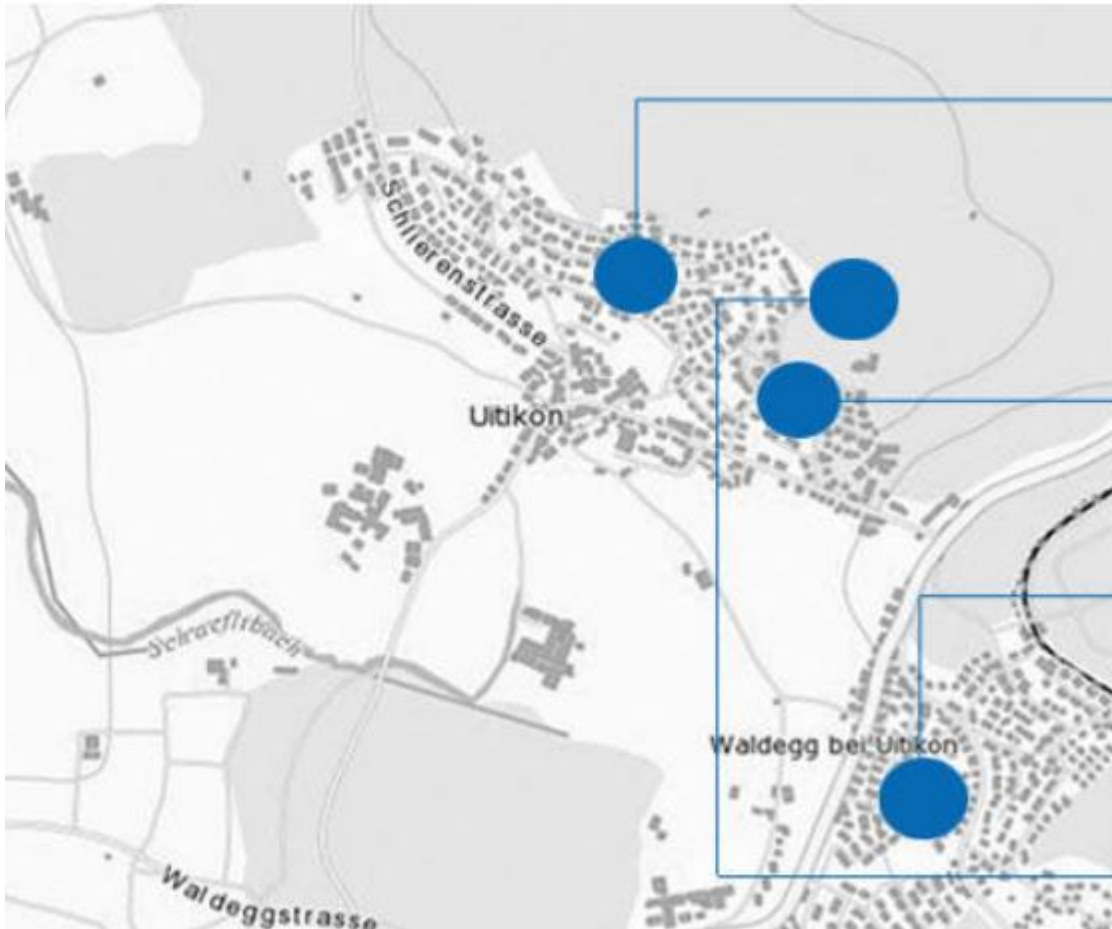 Schlierenstrasse
Uitikon
Waldegg bei Uitikon
Waldeggstrasse